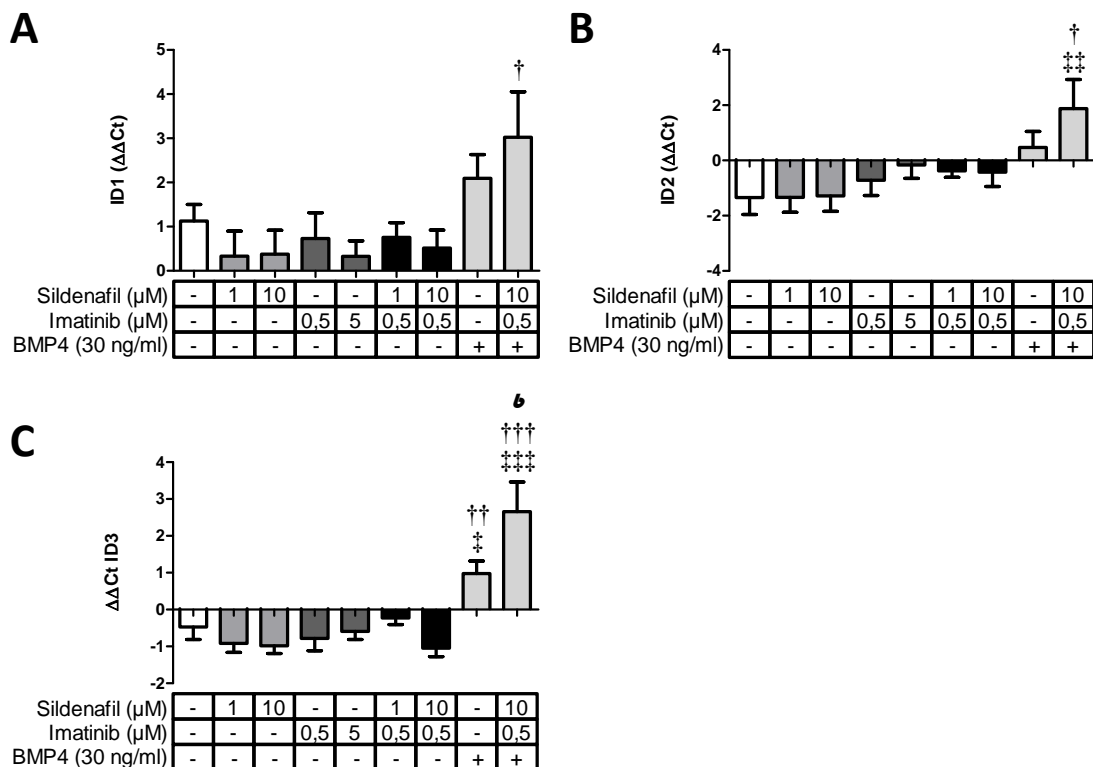 A
5
4
3
2
1
0
ID1 (ΔΔCt)
†
Sildenafil (µM) - 1 10 - - 1 10 - 10
Imatinib (µM) - - - 0,5 5 0,5 0,5 - 0,5
BMP4 (30 ng/ml) - - - - - - - + +
B
4
2
0
-2
-4
ID2 (ΔΔCt)
†
‡‡
Sildenafil (µM) - 1 10 - - 1 10 - 10
Imatinib (µM) - - - 0,5 5 0,5 0,5 - 0,5
BMP4 (30 ng/ml) - - - - - - - + +
C
4
3
2
1
0
-1
-2
ΔΔCt ID3
††
‡
b
†††
‡‡‡
Sildenafil (µM) - 1 10 - - 1 10 - 10
Imatinib (µM) - - - 0,5 5 0,5 0,5 - 0,5
BMP4 (30 ng/ml) - - - - - - - + +